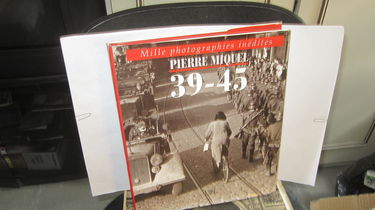 Mille photographies inédites
PIERRE MIQUEL
39-45